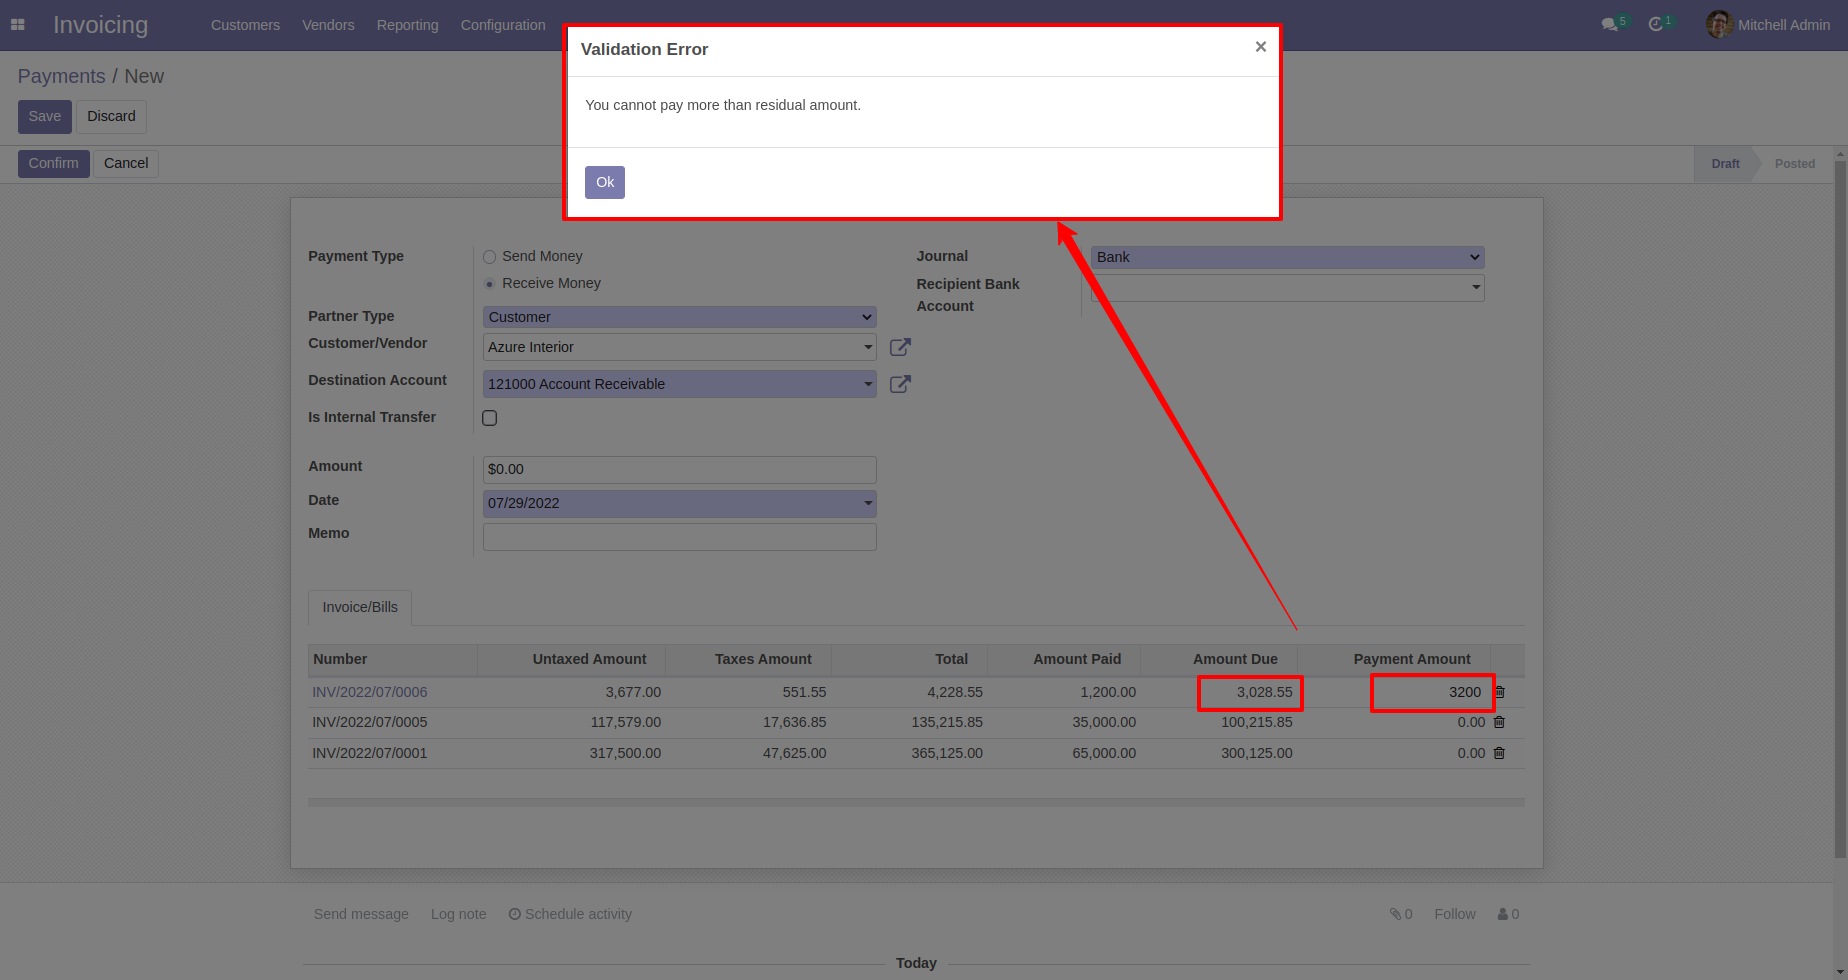 Invoicing
Customers Vendors Reporting Configuration
5 1 Mitchell Admin
Payments / New
Save Discard
Confirm Cancel
Draft Posted
Validation Error ×
You cannot pay more than residual amount.
Ok
Payment Type Send Money
Receive Money
Partner Type Customer
Customer/Vendor Azure Interior
Destination Account 121000 Account Receivable
Is Internal Transfer
Journal Bank
Recipient Bank
Account
Amount $0.00
Date 07/29/2022
Memo
Invoice/Bills
Number Untaxed Amount Taxes Amount Total Amount Paid Amount Due Payment Amount
INV/2022/07/0006 3,677.00 551.55 4,228.55 1,200.00 3,028.55 3200
INV/2022/07/0005 117,579.00 17,636.85 135,215.85 35,000.00 100,215.85 0.00
INV/2022/07/0001 317,500.00 47,625.00 365,125.00 65,000.00 300,125.00 0.00
Send message Log note Schedule activity 0 Follow 0
Today